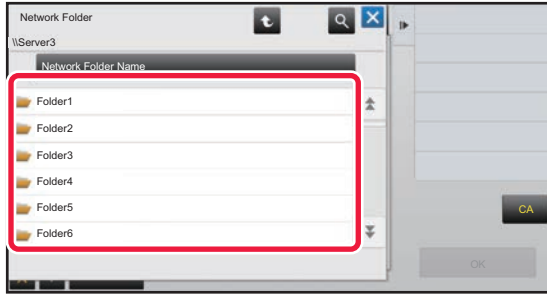 Network Folder
\\Server3
Network Folder Name
Folder1
Folder2
Folder3
Folder4
Folder5
Folder6
CA
OK